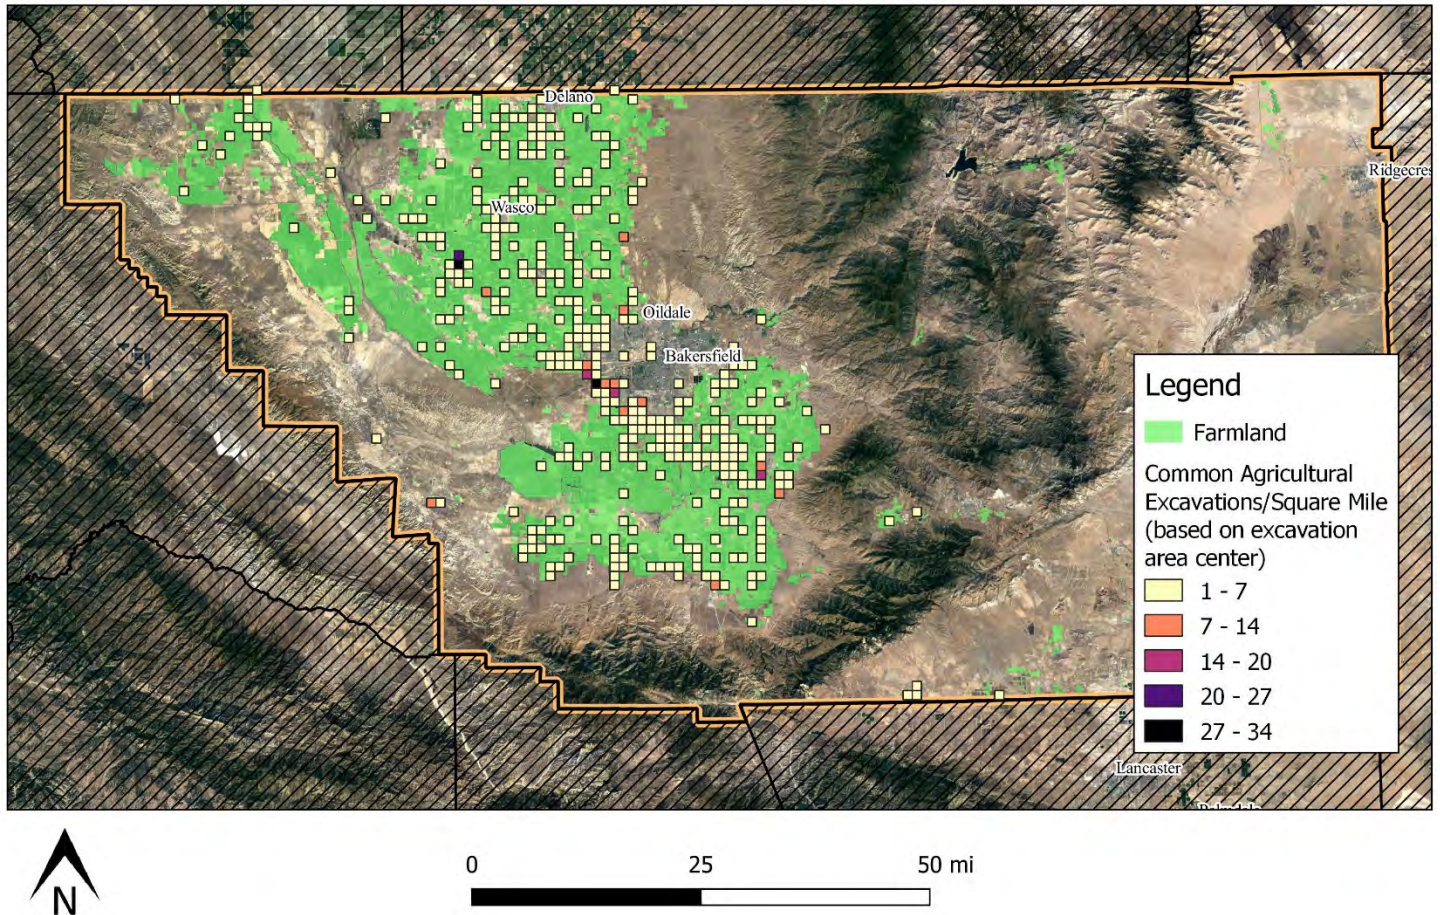 Delano
Ridgecres
Wasco
Oildale
Bakersfield
Legend
Farmland
Common Agricultural
Excavations/Square Mile
(based on excavation
area center)
1 - 7
7 - 14
14 - 20
20 - 27
27 - 34
Lancaster
0 25 50 mi
N